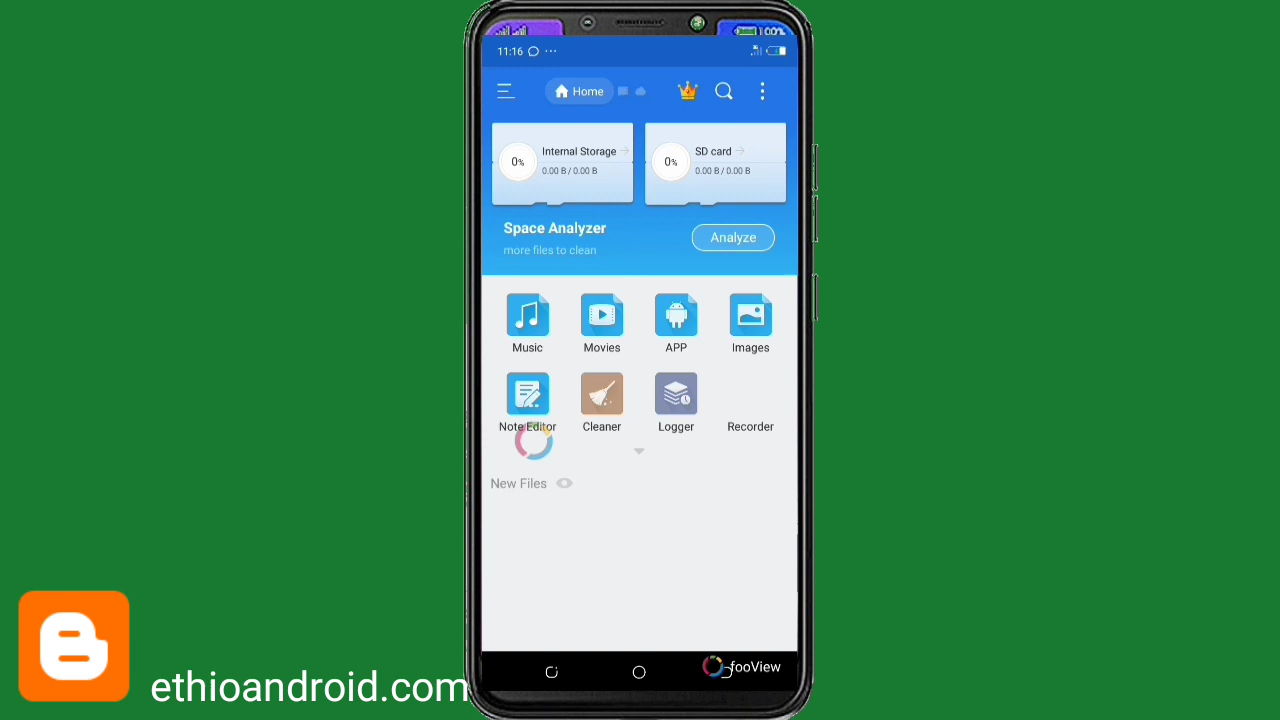 100%
11:16
Home
Internal Storage
0%
0.00 B / 0.00 B
SD card
0%
0.00 B / 0.00 B
Space Analyzer
more files to clean
Analyze
Music
Movies
APP
Images
Note Editor
Cleaner
Logger
Recorder
New Files
fooView
ethioandroid.com